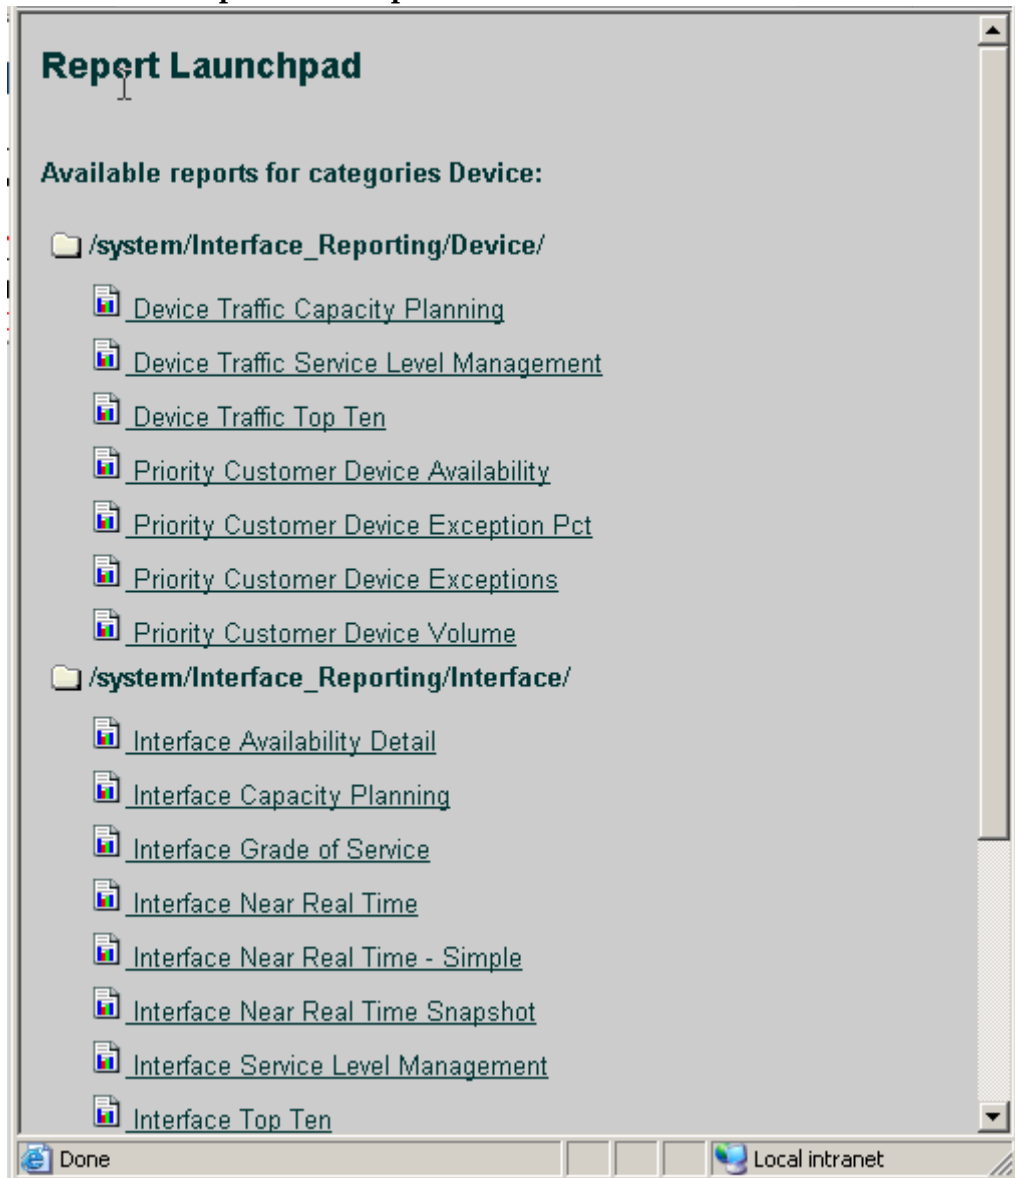 Report Launchpad
Available reports for categories Device:
/system/Interface_Reporting/Device/
Device Traffic Capacity Planning
Device Traffic Service Level Management
Device Traffic Top Ten
Priority Customer Device Availability
Priority Customer Device Exception Pct
Priority Customer Device Exceptions
Priority Customer Device Volume
/system/Interface_Reporting/Interface/
Interface Availability Detail
Interface Capacity Planning
Interface Grade of Service
Interface Near Real Time
Interface Near Real Time - Simple
Interface Near Real Time Snapshot
Interface Service Level Management
Interface Top Ten
Done Local intranet